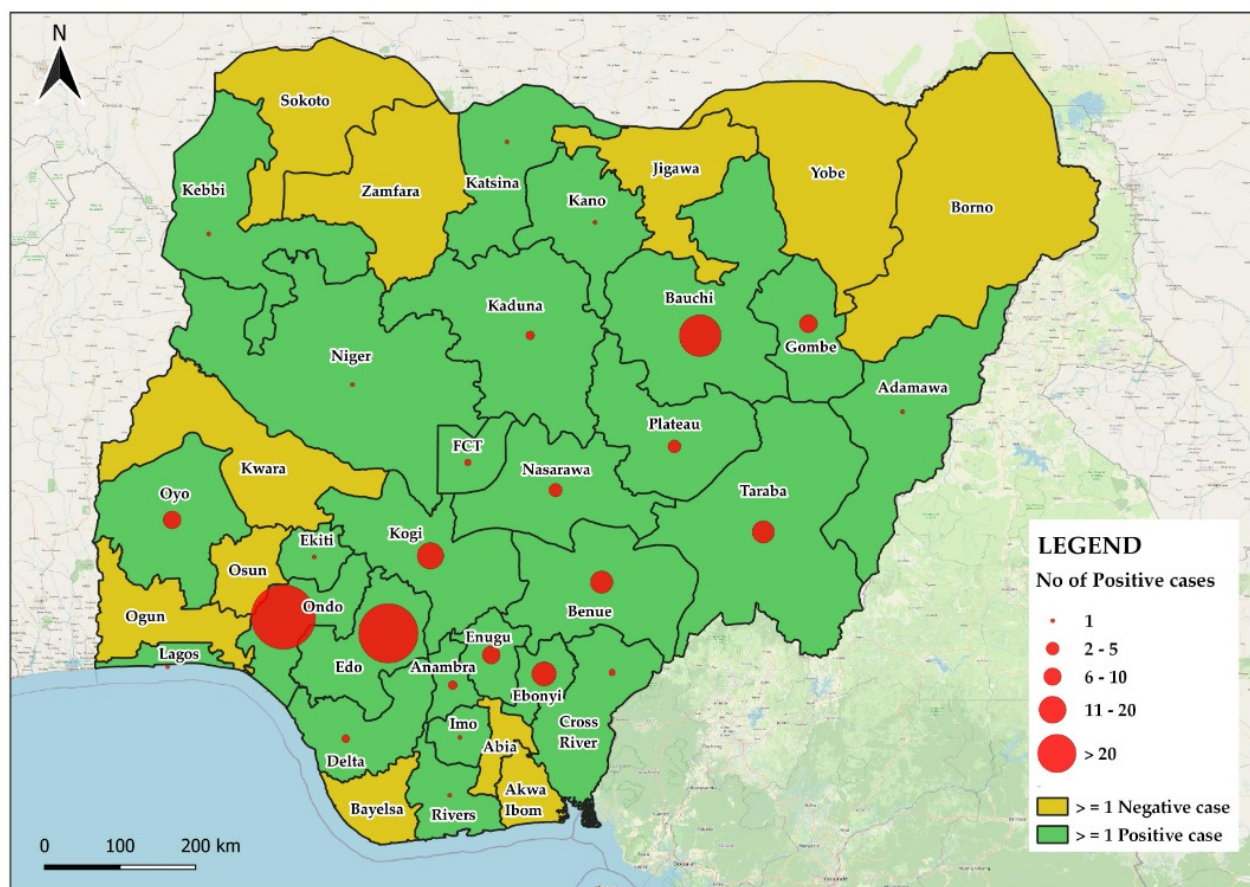 N
Sokoto
Kebbi
Zamfara
Katsina
Kano
Jigawa
Yobe
Borno
Kaduna
Bauchi
Gombe
Niger
Adamawa
FCT
Plateau
Nasarawa
Taraba
Kwara
Oyo
Kogi
Ekiti
Osun
Ondo
Benue
Ogun
Lagos
Edo
Enugu
Anambra
Ebonyi
Cross
River
Imo
Abia
Delta
Bayelsa
Rivers
Akwa
Ibom
0 100 200 km
LEGEND
No of Positive cases
1
2 - 5
6 - 10
11 - 20
> 20
> = 1 Negative case
> = 1 Positive case